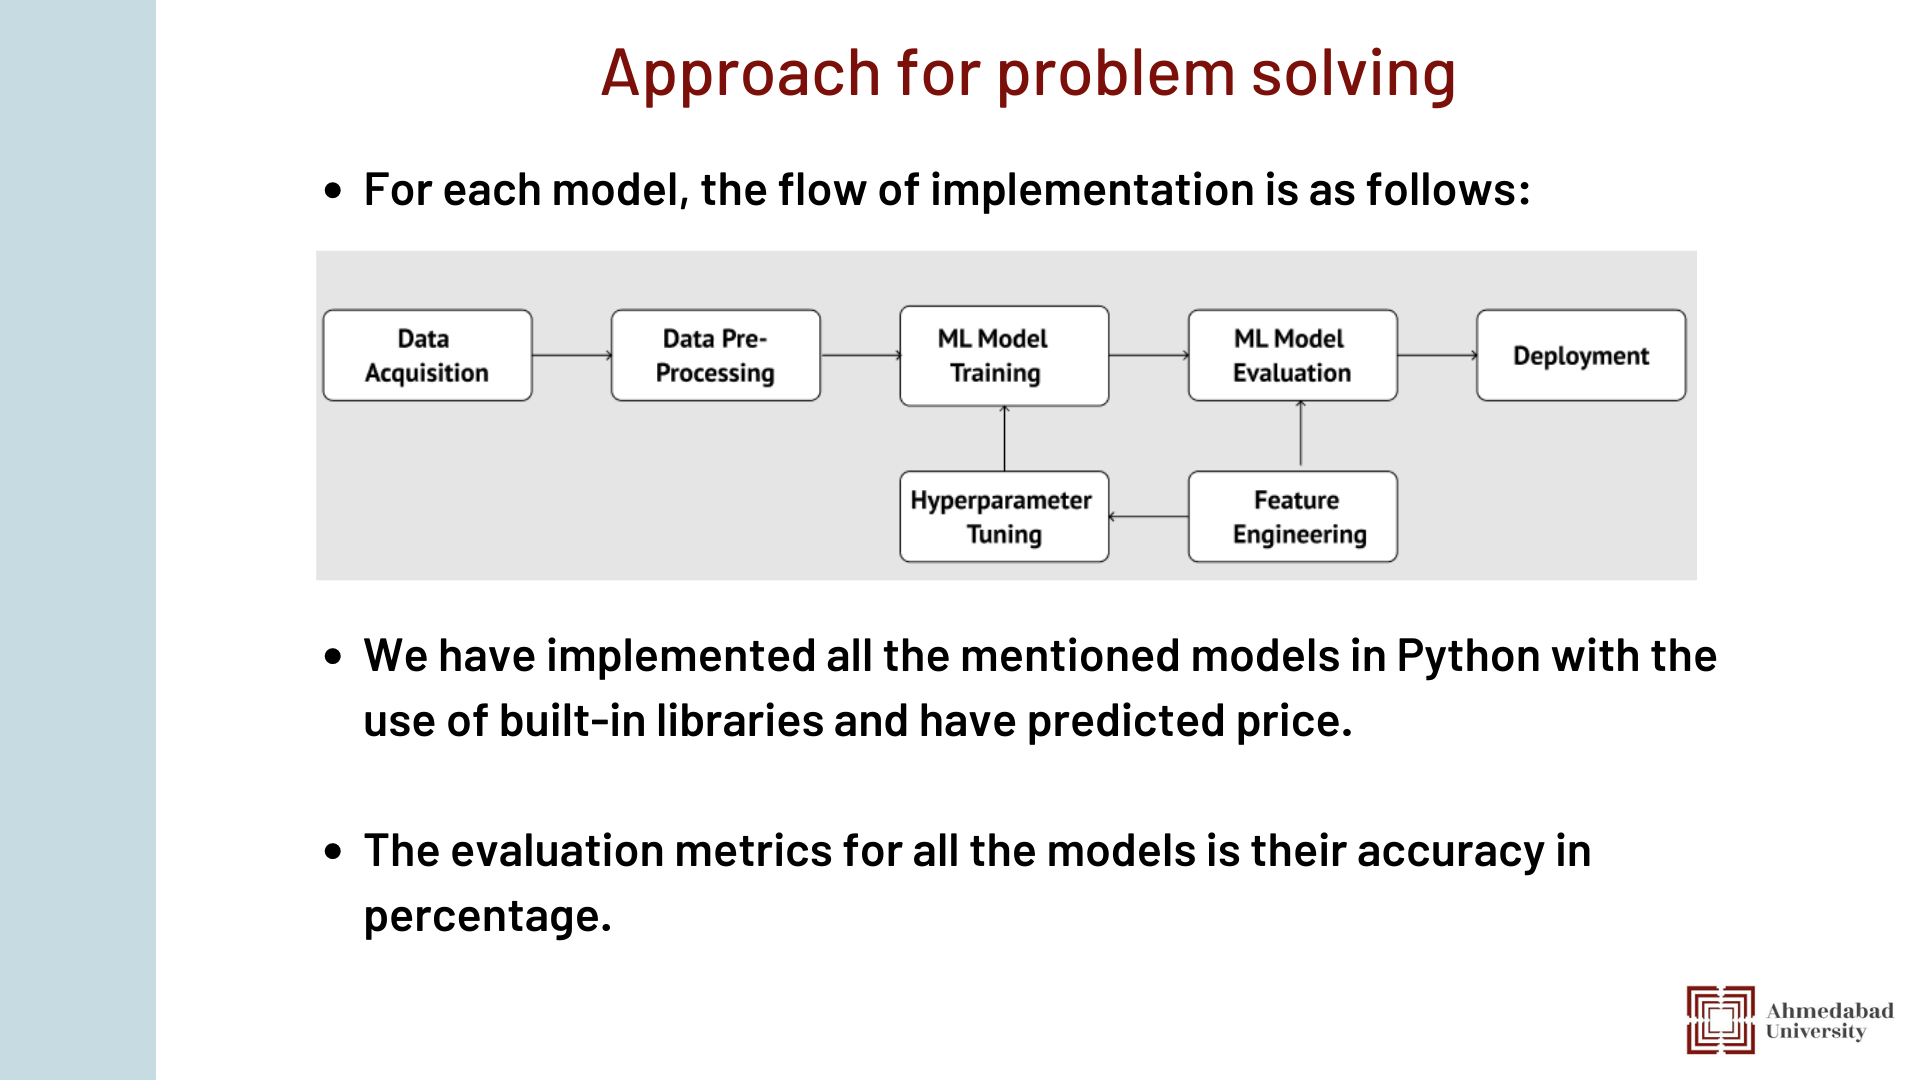 Approach for problem solving
• For each model, the flow of implementation is as follows:
Data
Acquisition
Data Pre-
Processing
ML Model
Training
ML Model
Evaluation
Deployment
Hyperparameter
Tuning
Feature
Engineering
• We have implemented all the mentioned models in Python with the
use of built-in libraries and have predicted price.
• The evaluation metrics for all the models is their accuracy in
percentage.
Ahmedabad
University